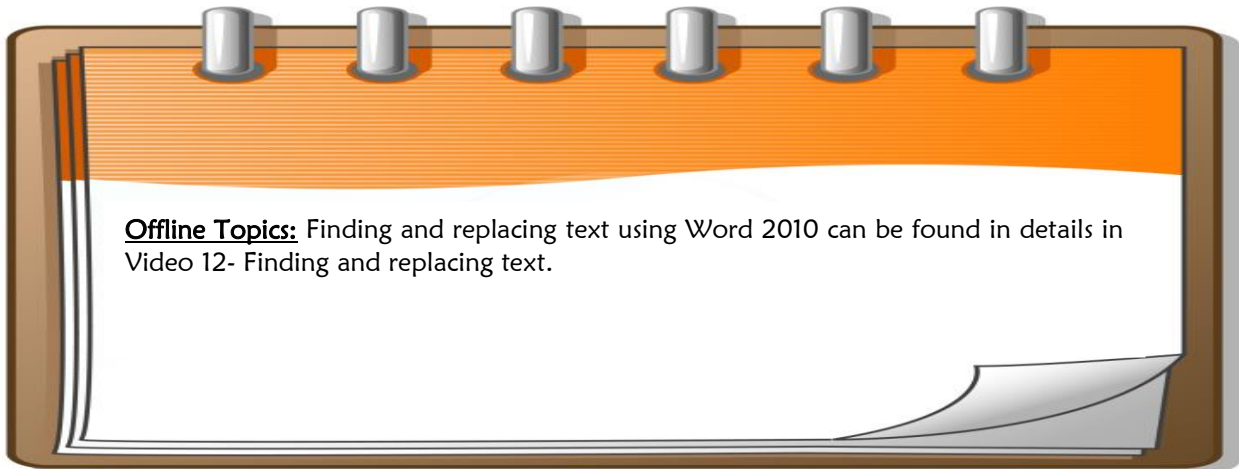 Offline Topics: Finding and replacing text using Word 2010 can be found in details in
Video 12- Finding and replacing text.